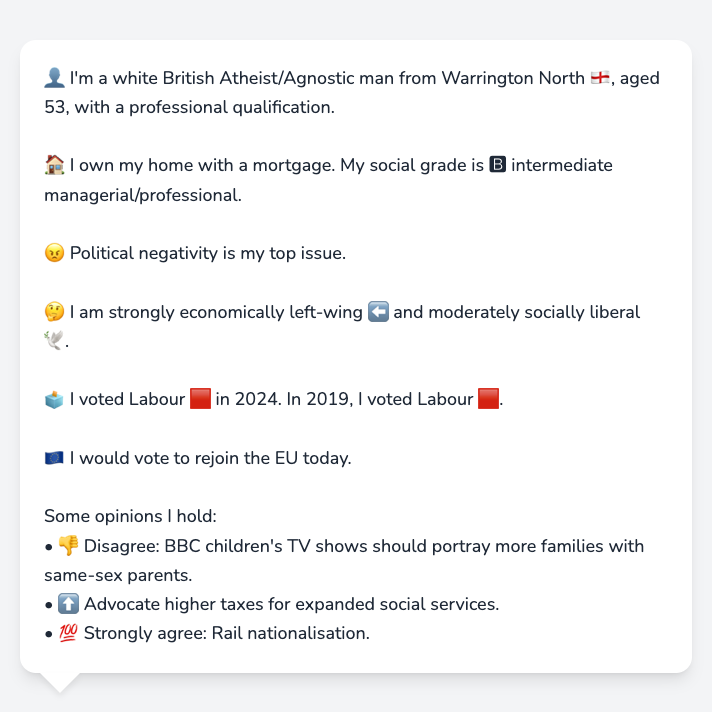 👤 I'm a white British Atheist/Agnostic man from Warrington North 🏴󠁧󠁢󠁥󠁮󠁧󠁿, aged
53, with a professional qualification.
🏠 I own my home with a mortgage. My social grade is 🅱 intermediate
managerial/professional.
😠 Political negativity is my top issue.
🤔 I am strongly economically left-wing ⬅️ and moderately socially liberal
🕊️.
🗳️ I voted Labour 🟥 in 2024. In 2019, I voted Labour 🟥.
🇪🇺 I would vote to rejoin the EU today.
Some opinions I hold:
• 👎 Disagree: BBC children's TV shows should portray more families with
same-sex parents.
• ⬆️ Advocate higher taxes for expanded social services.
• 💯 Strongly agree: Rail nationalisation.